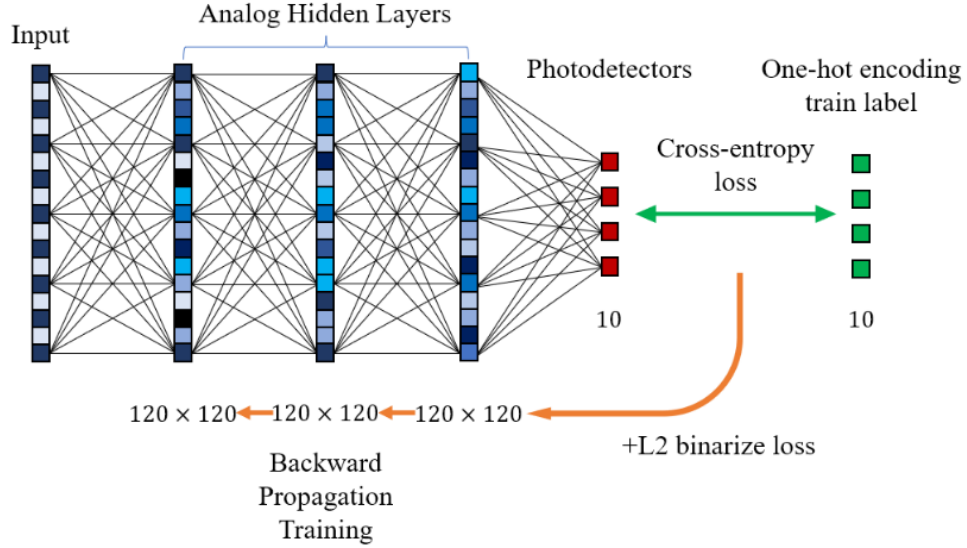 Analog Hidden Layers
Input
Photodetectors
One-hot encoding
train label
Cross-entropy
loss
10
10
120 × 120
120 × 120
120 × 120
+L2 binarize loss
Backward
Propagation
Training